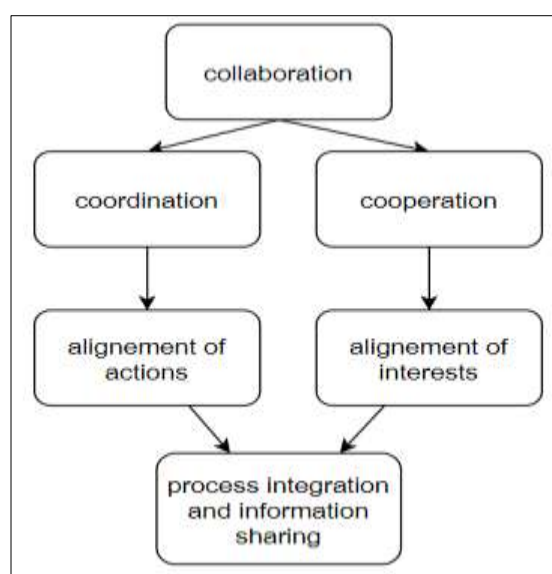 collaboration
coordination
cooperation
alignement of
actions
alignement of
interests
process integration
and information
sharing